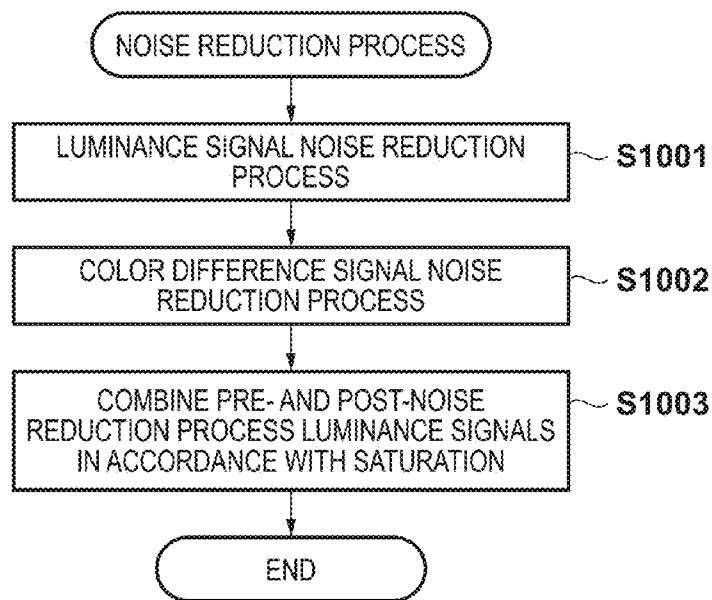 NOISE REDUCTION PROCESS
LUMINANCE SIGNAL NOISE REDUCTION
PROCESS
S1001
COLOR DIFFERENCE SIGNAL NOISE
REDUCTION PROCESS
S1002
COMBINE PRE- AND POST-NOISE
REDUCTION PROCESS LUMINANCE SIGNALS
IN ACCORDANCE WITH SATURATION
S1003
END